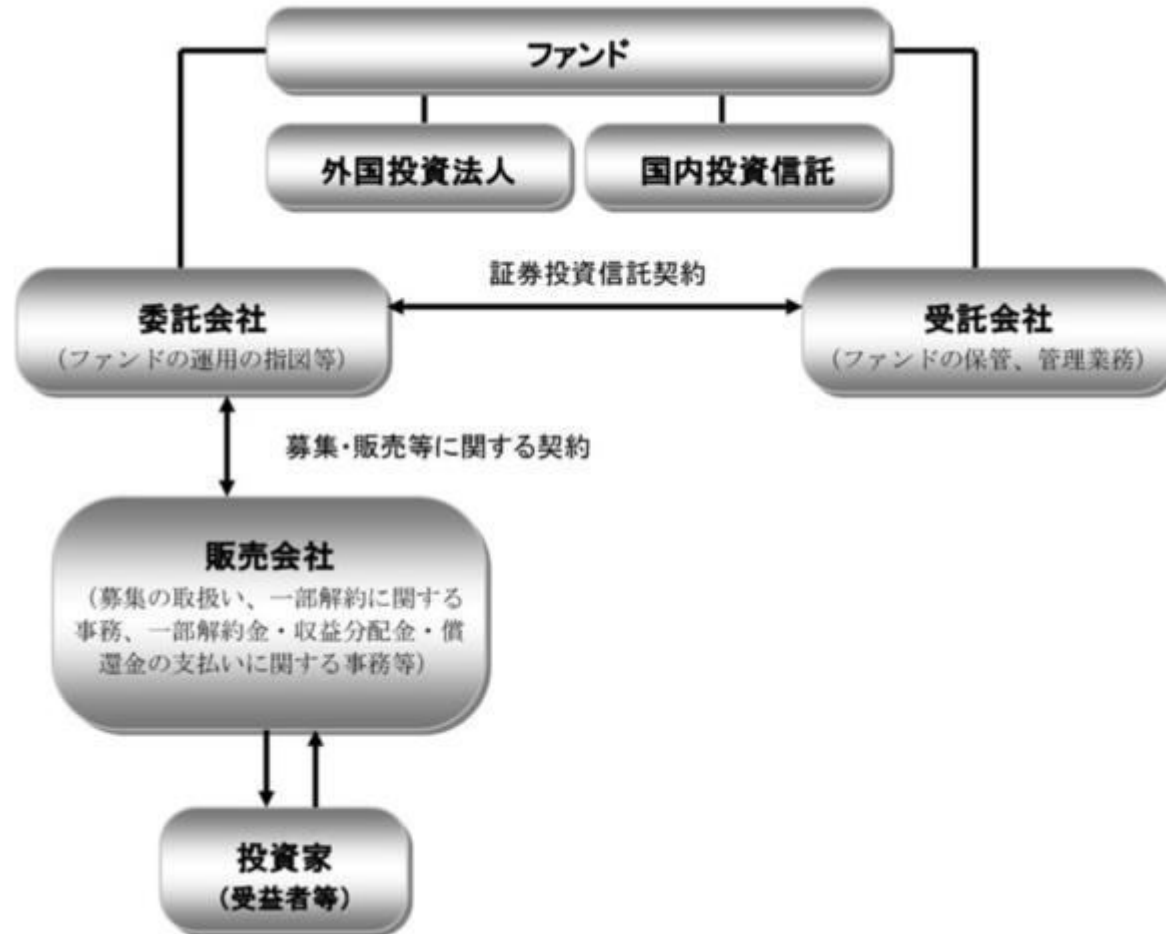 ファンド
外国投資法人
国内投資信託
証券投資信託契約
委託会社
（ファンドの運用の指図等）
受託会社
（ファンドの保管、管理業務）
募集・販売等に関する契約
販売会社
（募集の取扱い、一部解約に関する
事務、一部解約金・収益分配金・償
還金の支払いに関する事務等）
投資家
（受益者等）